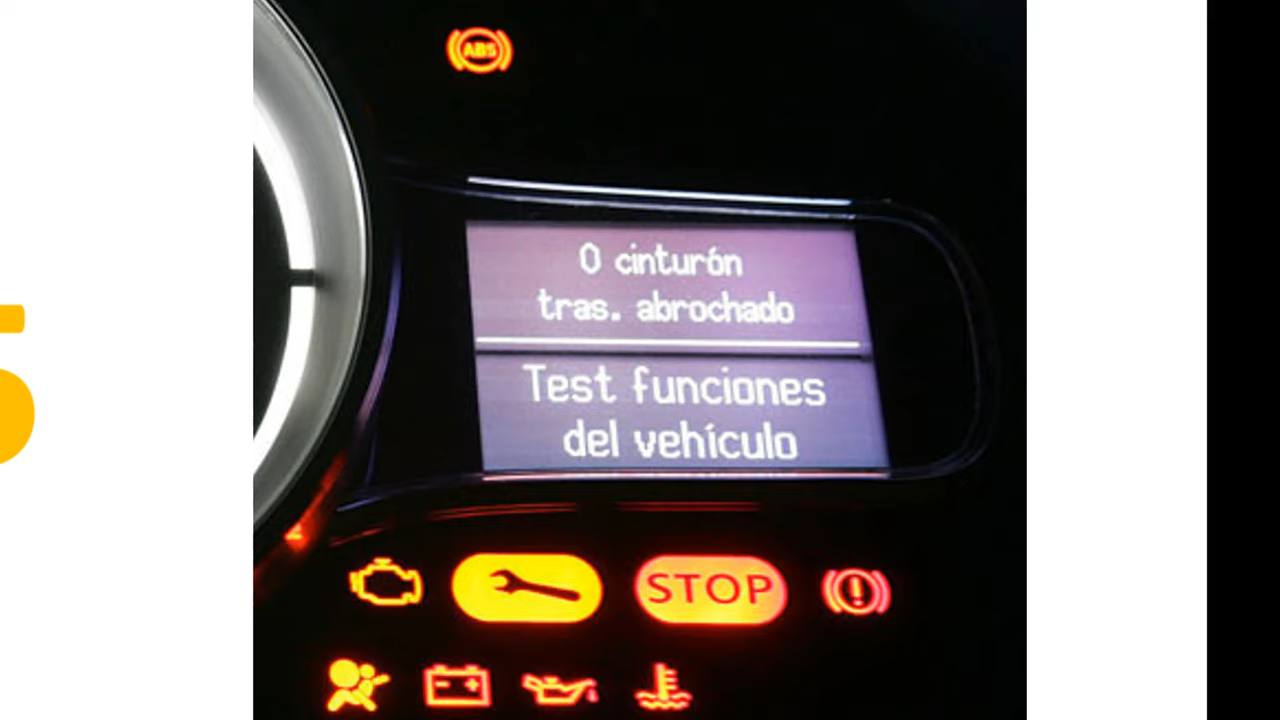 ABS
0 cinturón
tras. abrochado
Test funciones
del vehículo
STOP